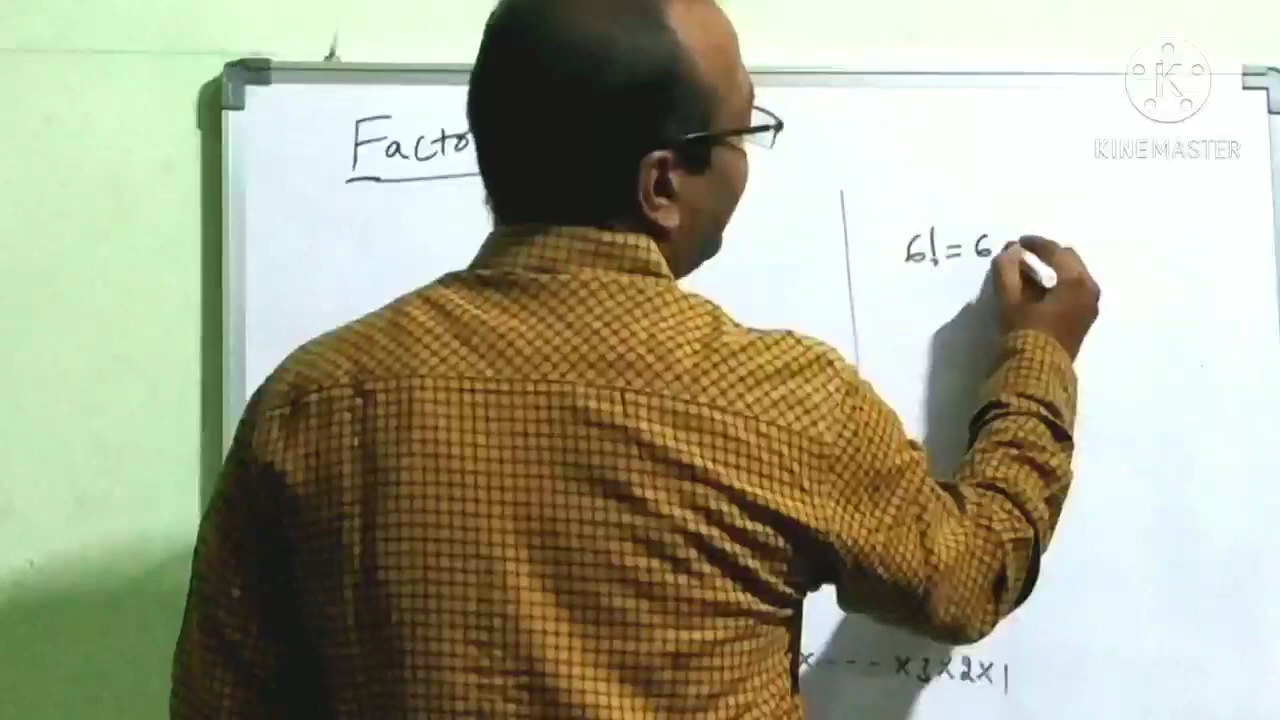 Facto
6! = 6
x - - - - x 3 x 2 x 1
K
KINEMASTER